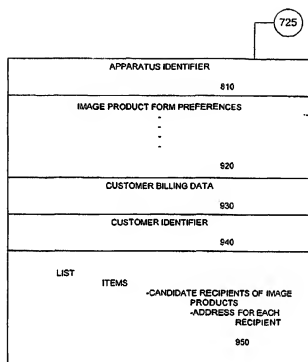 725
APPARATUS IDENTIFIER
810
IMAGE PRODUCT FORM PREFERENCES
-
-
-
-
920
CUSTOMER BILLING DATA
930
CUSTOMER IDENTIFIER
940
LIST
ITEMS
-CANDIDATE RECIPIENTS OF IMAGE
PRODUCTS
-ADDRESS FOR EACH
RECIPIENT
950